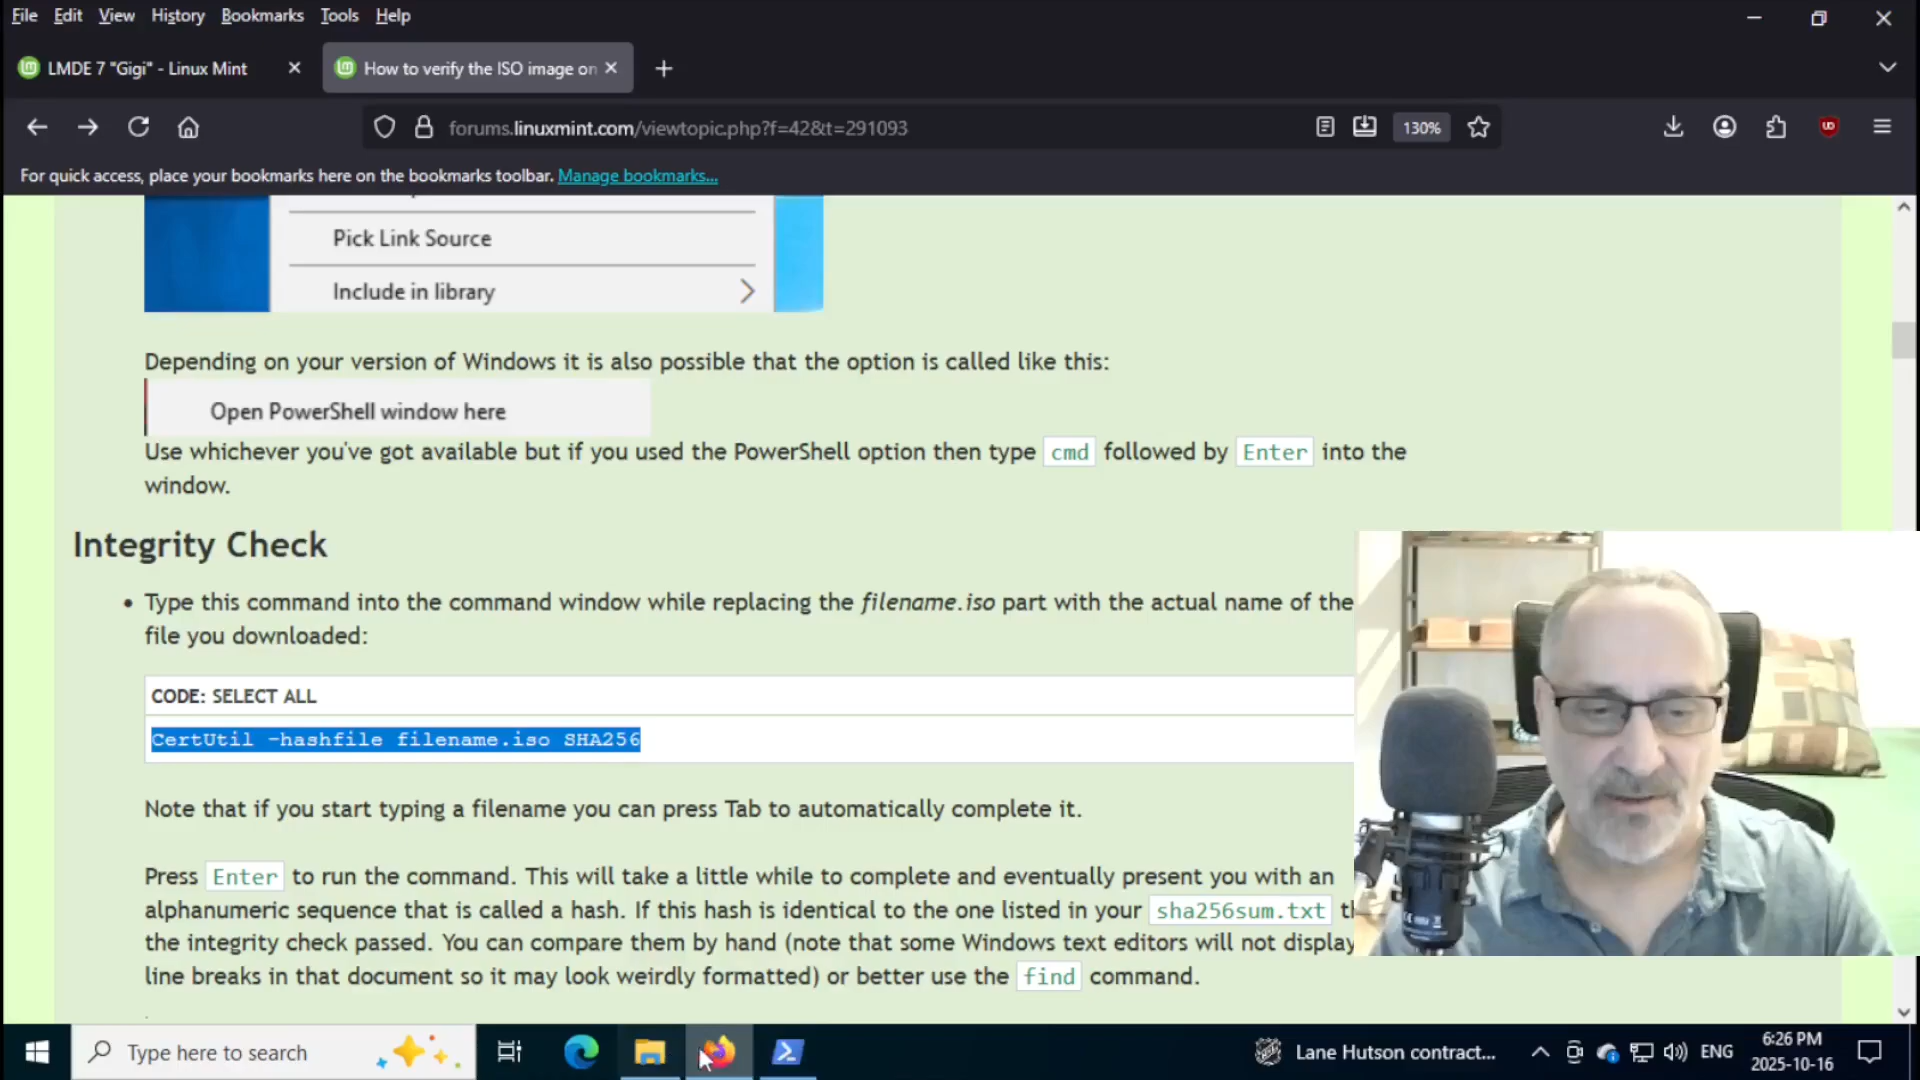 File Edit View History Bookmarks Tools Help
LMDE 7 "Gigi" - Linux Mint
How to verify the ISO image on
forums.linuxmint.com/viewtopic.php?f=42&t=291093
130%
For quick access, place your bookmarks here on the bookmarks toolbar. Manage bookmarks...
Pick Link Source
Include in library
Depending on your version of Windows it is also possible that the option is called like this:
Open PowerShell window here
Use whichever you've got available but if you used the PowerShell option then type cmd followed by Enter into the
window.
Integrity Check
• Type this command into the command window while replacing the filename.iso part with the actual name of the
file you downloaded:
CODE: SELECT ALL
CertUtil -hashfile filename.iso SHA256
Note that if you start typing a filename you can press Tab to automatically complete it.
Press Enter to run the command. This will take a little while to complete and eventually present you with an
alphanumeric sequence that is called a hash. If this hash is identical to the one listed in your sha256sum.txt
the integrity check passed. You can compare them by hand (note that some Windows text editors will not display
line breaks in that document so it may look weirdly formatted) or better use the find command.
Type here to search
Lane Hutson contract...
ENG
6:26 PM
2025-10-16